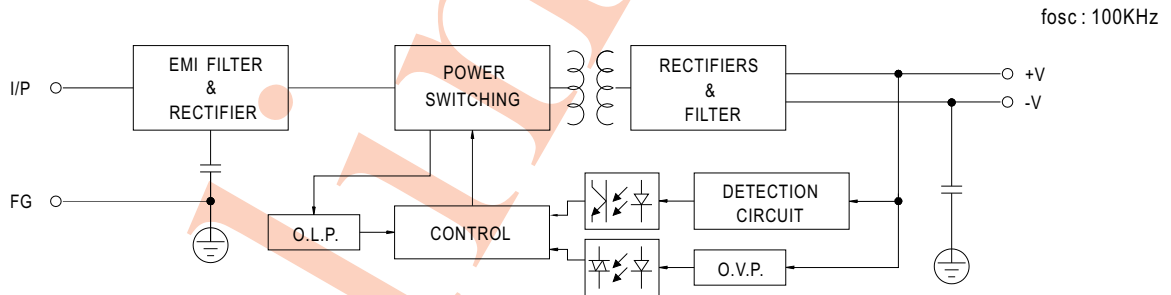 fosc : 100KHz
I/P
EMI FILTER
&
RECTIFIER
POWER
SWITCHING
RECTIFIERS
&
FILTER
+V
-V
FG
O.L.P.
CONTROL
DETECTION
CIRCUIT
O.V.P.